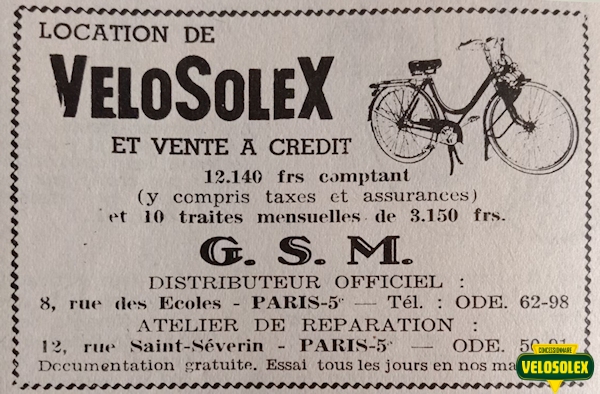 LOCATION DE
VELOSOLEX
ET VENTE A CREDIT
12.140 frs comptant
(y compris taxes et assurances)
et 10 traites mensuelles de 3.150 frs.
G. S. M.
DISTRIBUTEUR OFFICIEL :
8, rue des Ecoles - PARIS-5e — Tél. : ODE. 62-98
ATELIER DE REPARATION :
12, rue Saint-Séverin - PARIS-5e — ODE.
Documentation gratuite. Essai tous les jours en nos
CONCESSIONNAIRE
VELOSOLEX